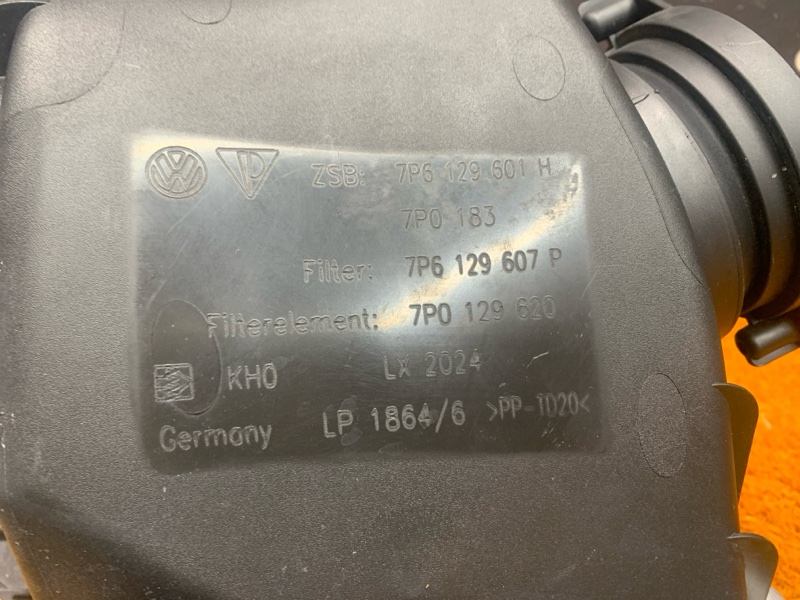 ZSB: 7P6 129 601 H
7P0 183
Filter: 7P6 129 607 P
Filterelement: 7P0 129 620
KHO Lx 2024
Germany LP 1864/6 >PP-TD20<